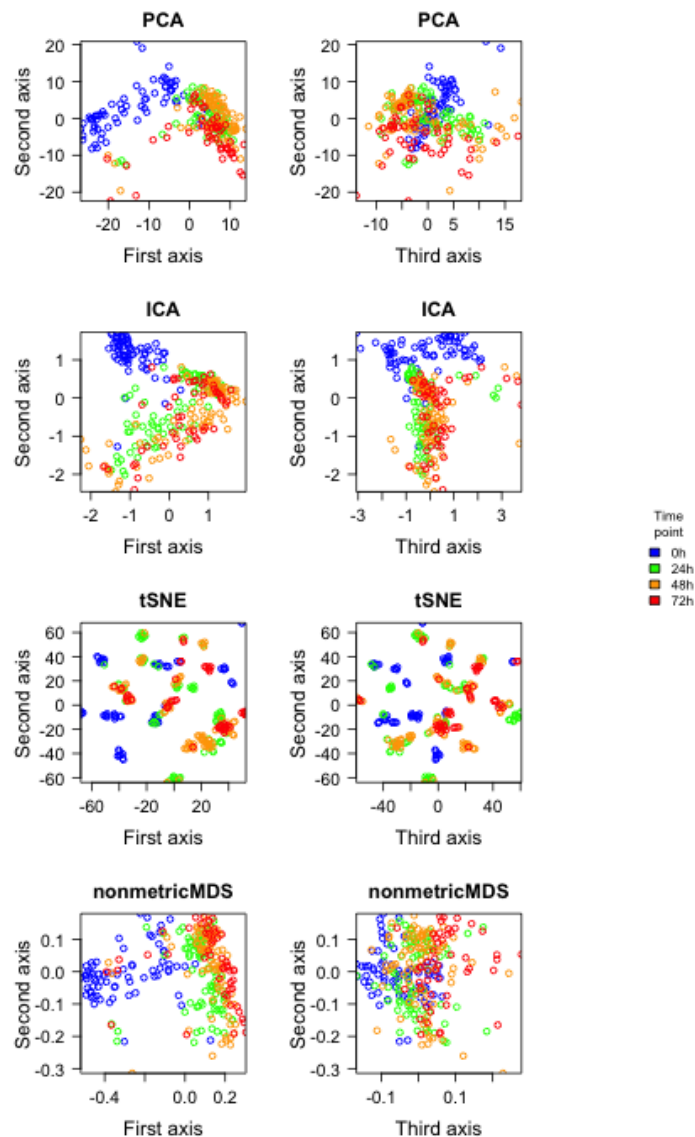 PCA PCA
20 20
10 10
0 0
-10 -10
-20 -20
Second axis Second axis
-20 -10 0 10 -10 0 5 15
First axis Third axis
ICA ICA
1 1
0 0
-1 -1
-2 -2
Second axis Second axis
-2 -1 0 1 -3 -1 1 3
First axis Third axis
Time
point
0h
24h
48h
72h
tSNE tSNE
60 60
40 40
20 20
0 0
-20 -20
-40 -40
-60 -60
Second axis Second axis
-60 -20 20 -40 0 40
First axis Third axis
nonmetricMDS nonmetricMDS
0.1 0.1
0.0 0.0
-0.1 -0.1
-0.2 -0.2
-0.3 -0.3
Second axis Second axis
-0.4 0.0 0.2 -0.1 0.1
First axis Third axis